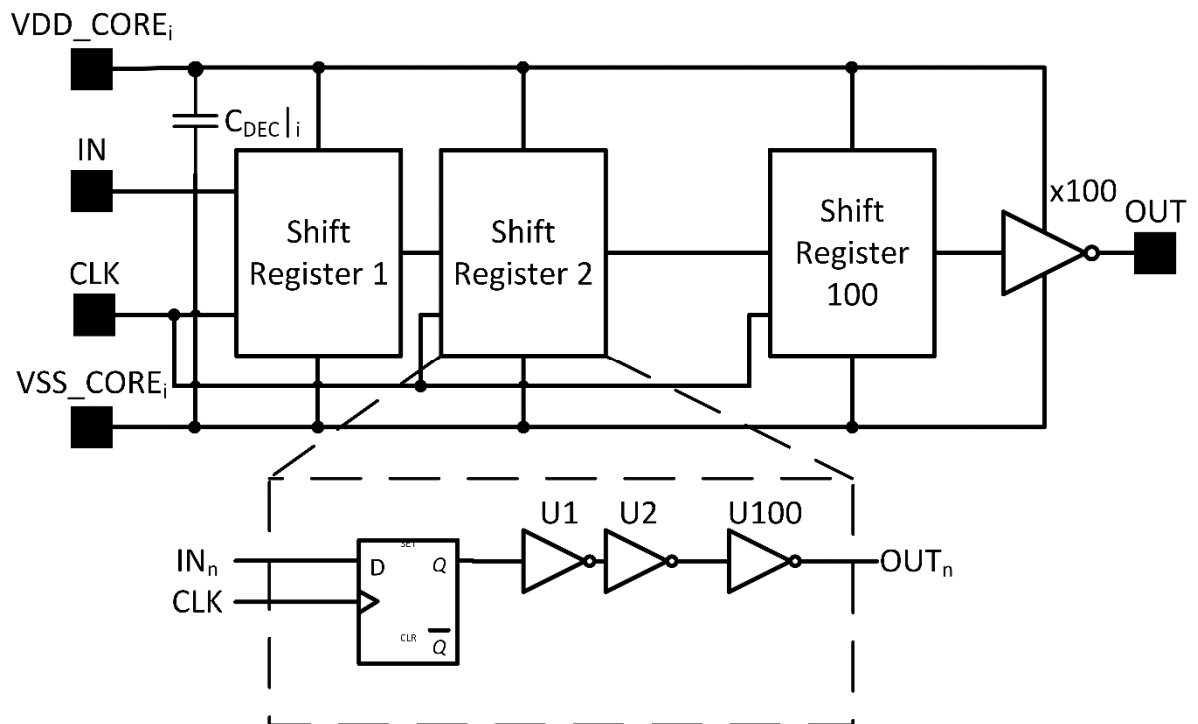 VDD_COREᵢ
C_DEC|ᵢ
IN
CLK
VSS_COREᵢ
Shift
Register 1
Shift
Register 2
Shift
Register
100
x100
OUT
U1
U2
U100
INₙ
CLK
D
SET
Q
CLR
Q̅
OUTₙ